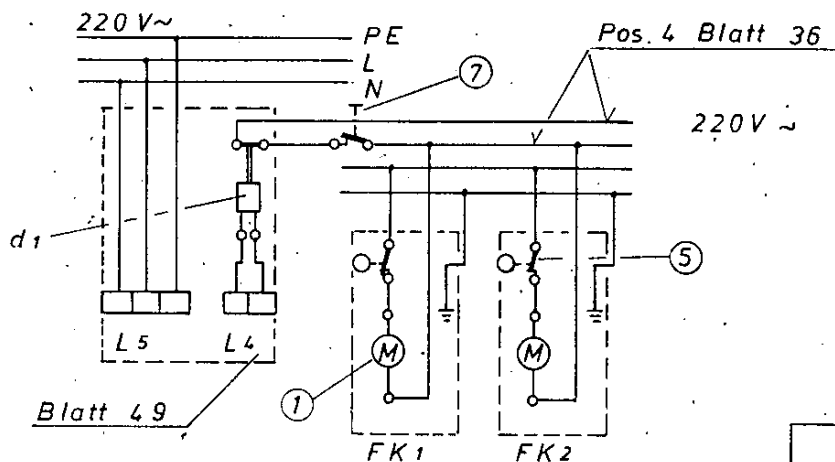 220 V~
PE
L
N
7
Pos. 4 Blatt 36
220V ~
d1
5
L5
L4
M
M
1
Blatt 49
FK1
FK2